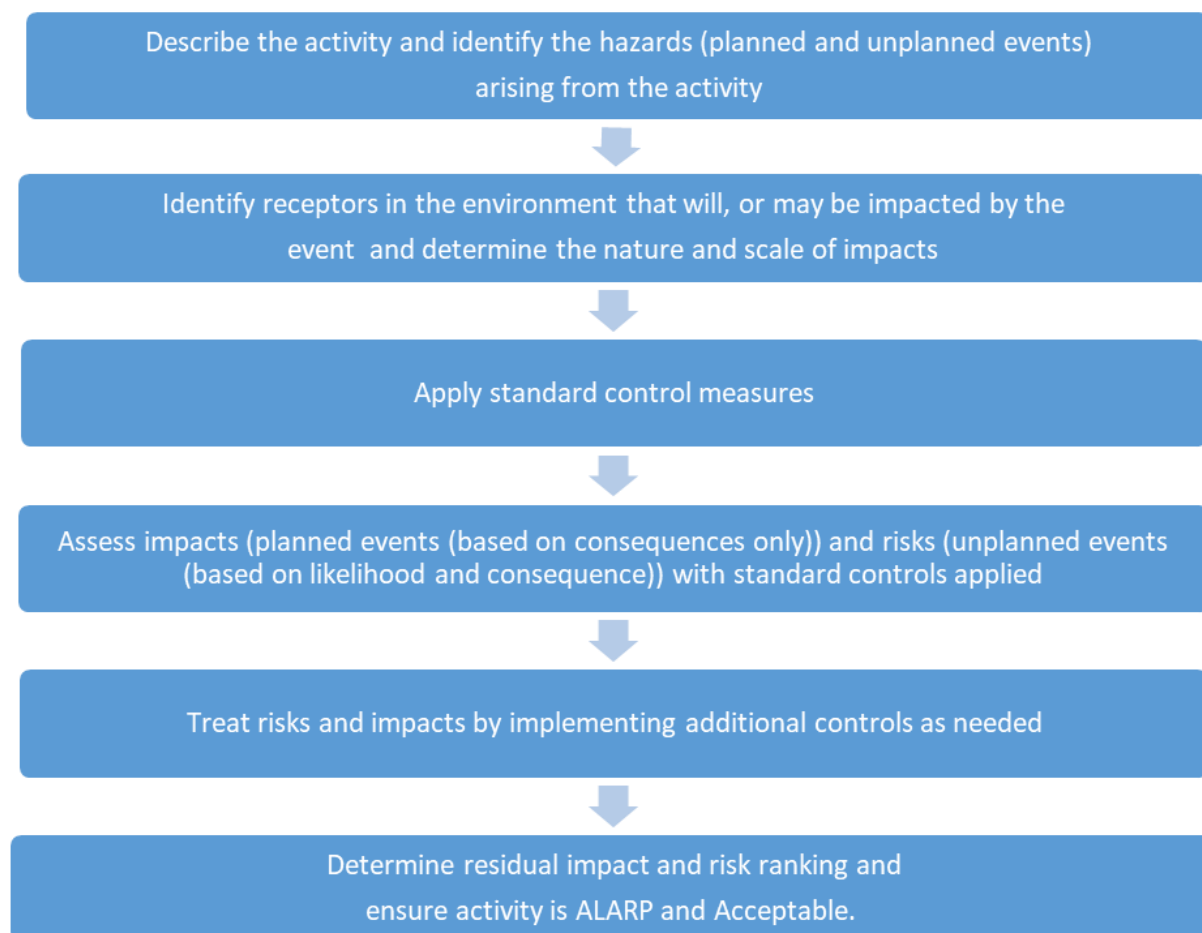 Describe the activity and identify the hazards (planned and unplanned events)
arising from the activity
Identify receptors in the environment that will, or may be impacted by the
event  and determine the nature and scale of impacts
Apply standard control measures
Assess impacts (planned events (based on consequences only)) and risks (unplanned events
(based on likelihood and consequence)) with standard controls applied
Treat risks and impacts by implementing additional controls as needed
Determine residual impact and risk ranking and
ensure activity is ALARP and Acceptable.